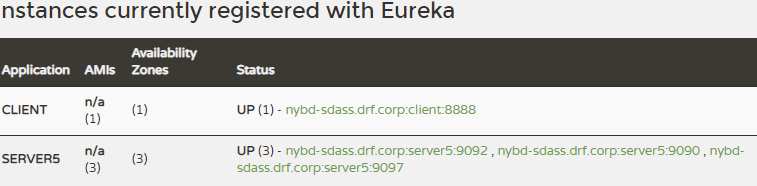 nstances currently registered with Eureka
Availability
Application AMIs Zones Status
CLIENT n/a (1) (1) UP (1) - nybd-sdass.drf.corp:client:8888
SERVER5 n/a (3) (3) UP (3) - nybd-sdass.drf.corp:server5:9092 , nybd-sdass.drf.corp:server5:9090 , nybd-
sdass.drf.corp:server5:9097